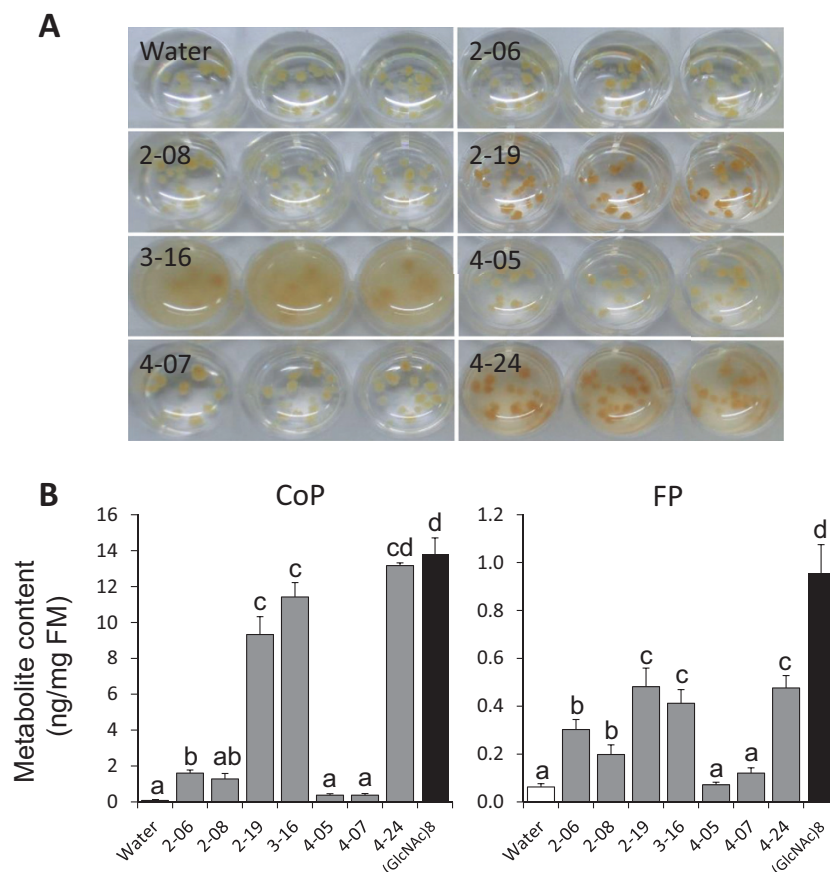 A
Water
2-06
2-08
2-19
3-16
4-05
4-07
4-24
B
CoP
FP
Metabolite content
(ng/mg FM)
16
14
12
10
8
6
4
2
0
a
b
ab
c
c
a
a
cd
d
Water
2-06
2-08
2-19
3-16
4-05
4-07
4-24
(GlcNAc)8
1.2
1.0
0.8
0.6
0.4
0.2
0.0
a
b
b
c
c
a
a
c
d
Water
2-06
2-08
2-19
3-16
4-05
4-07
4-24
(GlcNAc)8